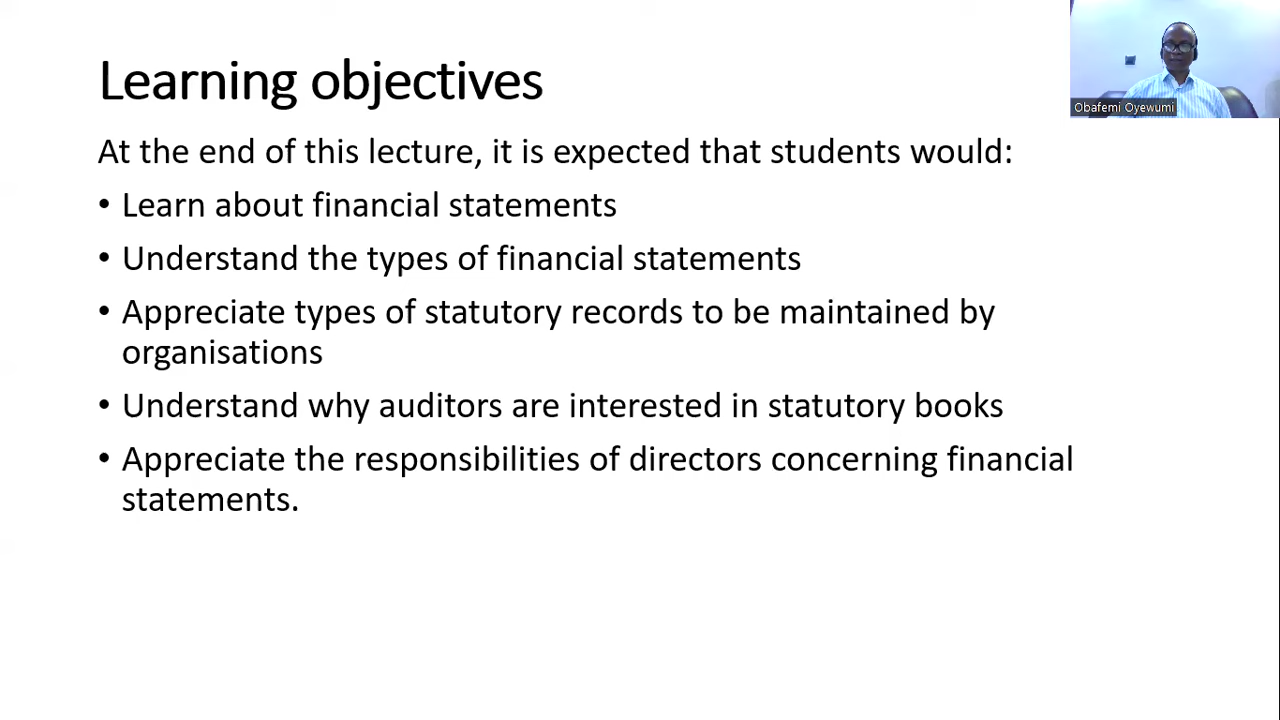 Learning objectives
Obafemi Oyewumi
At the end of this lecture, it is expected that students would:
• Learn about financial statements
• Understand the types of financial statements
• Appreciate types of statutory records to be maintained by
organisations
• Understand why auditors are interested in statutory books
• Appreciate the responsibilities of directors concerning financial
statements.